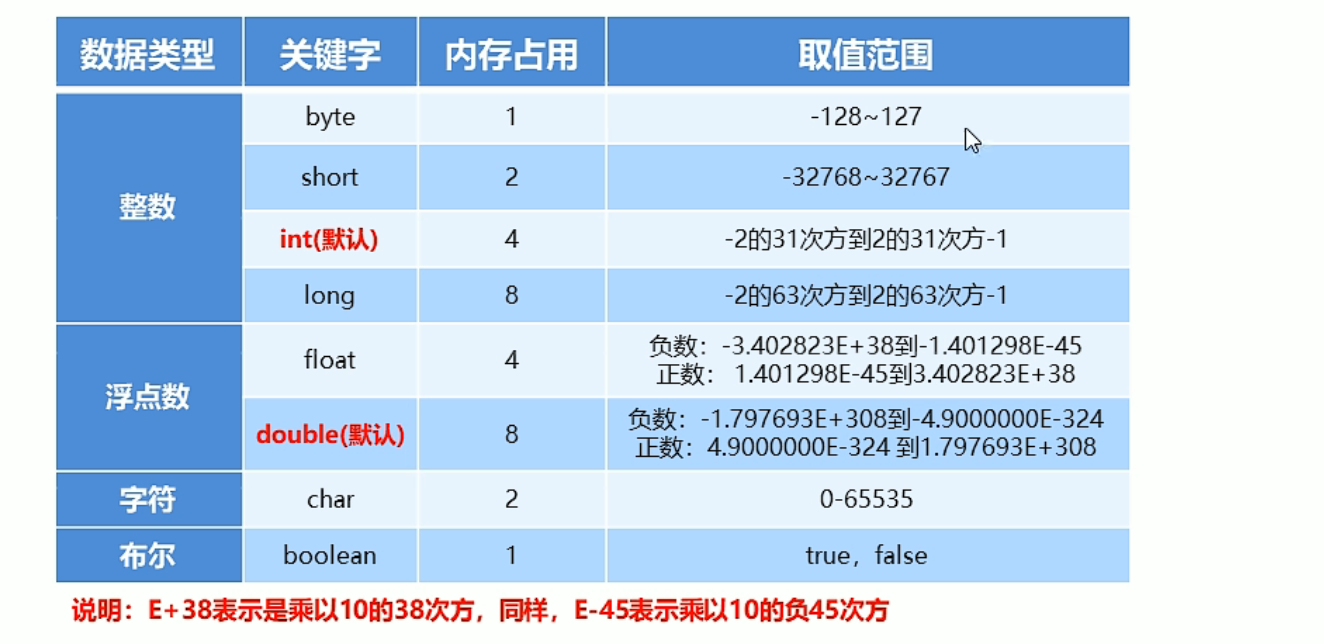 数据类型 关键字 内存占用 取值范围
整数
byte 1 -128~127
short 2 -32768~32767
int(默认) 4 -2的31次方到2的31次方-1
long 8 -2的63次方到2的63次方-1
浮点数
float 4 负数：-3.402823E+38到-1.401298E-45
正数： 1.401298E-45到3.402823E+38
double(默认) 8 负数：-1.797693E+308到-4.9000000E-324
正数：4.9000000E-324 到1.797693E+308
字符 char 2 0-65535
布尔 boolean 1 true，false
说明：E+38表示是乘以10的38次方，同样，E-45表示乘以10的负45次方